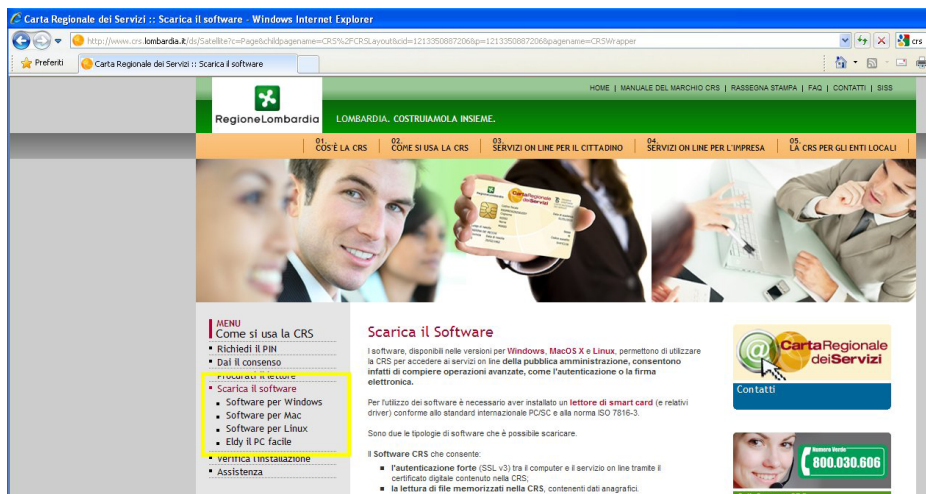 Carta Regionale dei Servizi :: Scarica il software - Windows Internet Explorer
http://www.crs.lombardia.it/ds/Satellite?c=Page&childpagename=CRS%2FCRSLayout&cid=1213350887206&p=1213350887206&pagename=CRSWrapper
crs
Preferiti
Carta Regionale dei Servizi :: Scarica il software
HOME | MANUALE DEL MARCHIO CRS | RASSEGNA STAMPA | FAQ | CONTATTI | SISS
RegioneLombardia
LOMBARDIA. COSTRUIAMOLA INSIEME.
01. COS'È LA CRS
02. COME SI USA LA CRS
03. SERVIZI ON LINE PER IL CITTADINO
04. SERVIZI ON LINE PER L'IMPRESA
05. LA CRS PER GLI ENTI LOCALI
CartaRegionale
deiServizi
MENU
Come si usa la CRS
Richiedi il PIN
Dai il consenso
Procurati il lettore
Scarica il software
Software per Windows
Software per Mac
Software per Linux
Eldy il PC facile
Verifica l'installazione
Assistenza
Scarica il Software
I software, disponibili nelle versioni per Windows, MacOS X e Linux, permettono di utilizzare
la CRS per accedere ai servizi on line della pubblica amministrazione, consentono
infatti di compiere operazioni avanzate, come l'autenticazione o la firma
elettronica.
Per l'utilizzo dei software è necessario aver installato un lettore di smart card (e relativi
driver) conforme allo standard internazionale PC/SC e alla norma ISO 7816-3.
Sono due le tipologie di software che è possibile scaricare.
Il Software CRS che consente:
l'autenticazione forte (SSL v3) tra il computer e il servizio on line tramite il
certificato digitale contenuto nella CRS;
la lettura di file memorizzati nella CRS, contenenti dati anagrafici.
CartaRegionale
deiServizi
Contatti
Numero Verde
800.030.606